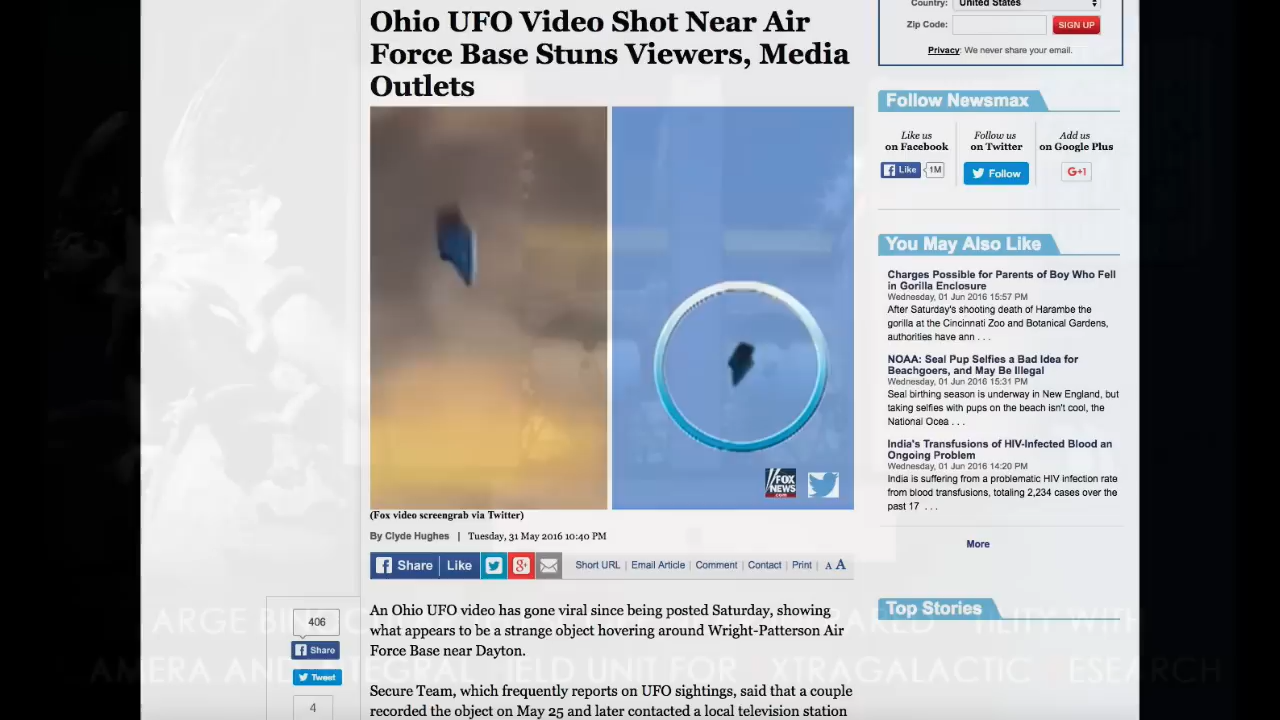 Ohio UFO Video Shot Near Air
Force Base Stuns Viewers, Media
Outlets
(Fox video screengrab via Twitter)
By Clyde Hughes | Tuesday, 31 May 2016 10:40 PM
Share Like
Short URL | Email Article | Comment | Contact | Print | A A
An Ohio UFO video has gone viral since being posted Saturday, showing
what appears to be a strange object hovering around Wright-Patterson Air
Force Base near Dayton.
Secure Team, which frequently reports on UFO sightings, said that a couple
recorded the object on May 25 and later contacted a local television station
406
Share
Tweet
4
FOX
NEWS
.com
Country: United States
Zip Code:
SIGN UP
Privacy: We never share your email.
Follow Newsmax
Like us
on Facebook
Like 1M
Follow us
on Twitter
Follow
Add us
on Google Plus
G+1
You May Also Like
Charges Possible for Parents of Boy Who Fell
in Gorilla Enclosure
Wednesday, 01 Jun 2016 15:57 PM
After Saturday's shooting death of Harambe the
gorilla at the Cincinnati Zoo and Botanical Gardens,
authorities have ann . . .
NOAA: Seal Pup Selfies a Bad Idea for
Beachgoers, and May Be Illegal
Wednesday, 01 Jun 2016 15:31 PM
Seal birthing season is underway in New England, but
taking selfies with pups on the beach isn't cool, the
National Ocea . . .
India's Transfusions of HIV-Infected Blood an
Ongoing Problem
Wednesday, 01 Jun 2016 14:20 PM
India is suffering from a problematic HIV infection rate
from blood transfusions, totaling 2,234 cases over the
past 17 . . .
More
Top Stories
ARGE WITH
AMERA AND UNIT FOR